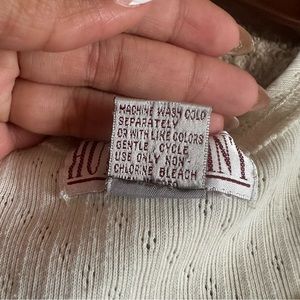 MACHINE WASH COLD
SEPARATELY
OR WITH LIKE COLORS
GENTLE CYCLE
USE ONLY NON
CHLORINE BLEACH